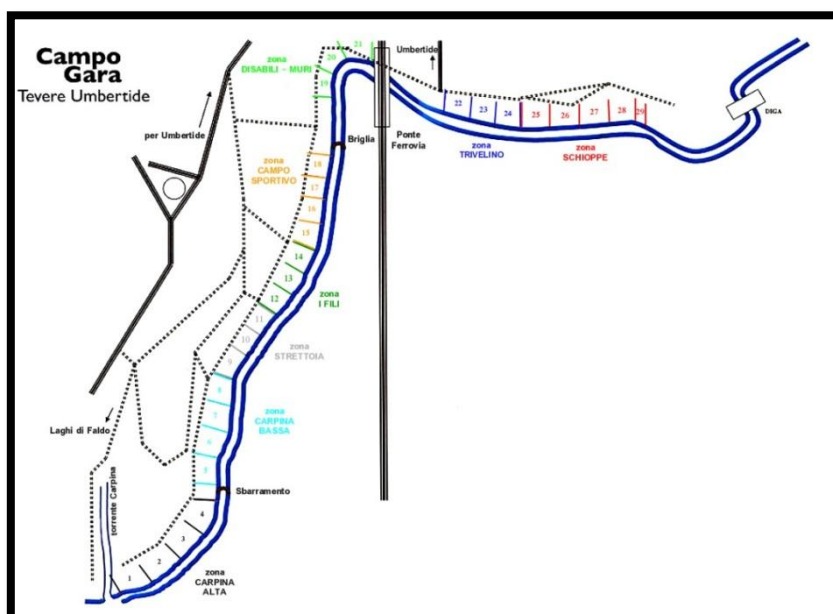 Campo
Gara
Tevere Umbertide
per Umbertide
zona
DISABILI - MURI
21
20
19
Umbertide
22
23
24
25
26
27
28
29
DIGA
Briglia
Ponte
Ferrovia
zona
TRIVELINO
zona
SCHIOPPE
zona
CAMPO
SPORTIVO
18
17
16
15
14
13
12
zona
I FILI
11
10
9
zona
STRETTOIA
8
7
6
5
zona
CARPINA
BASSA
Laghi di Faldo
Sbarramento
torrente Carpina
4
3
2
1
zona
CARPINA
ALTA